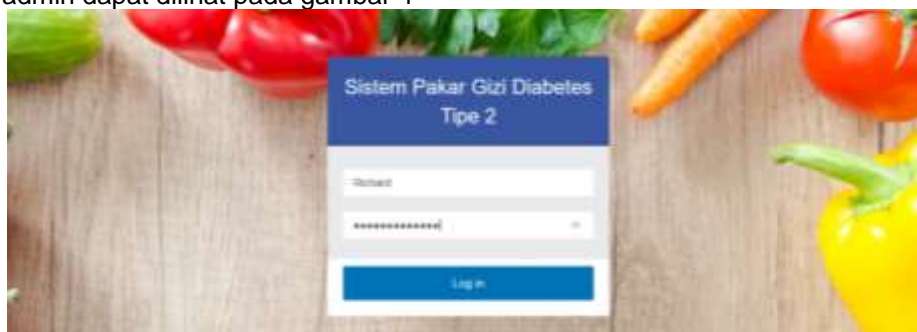 admin dapat dilihat pada gambar 4
Sistem Pakar Gizi Diabetes
Tipe 2
Richard
Log in